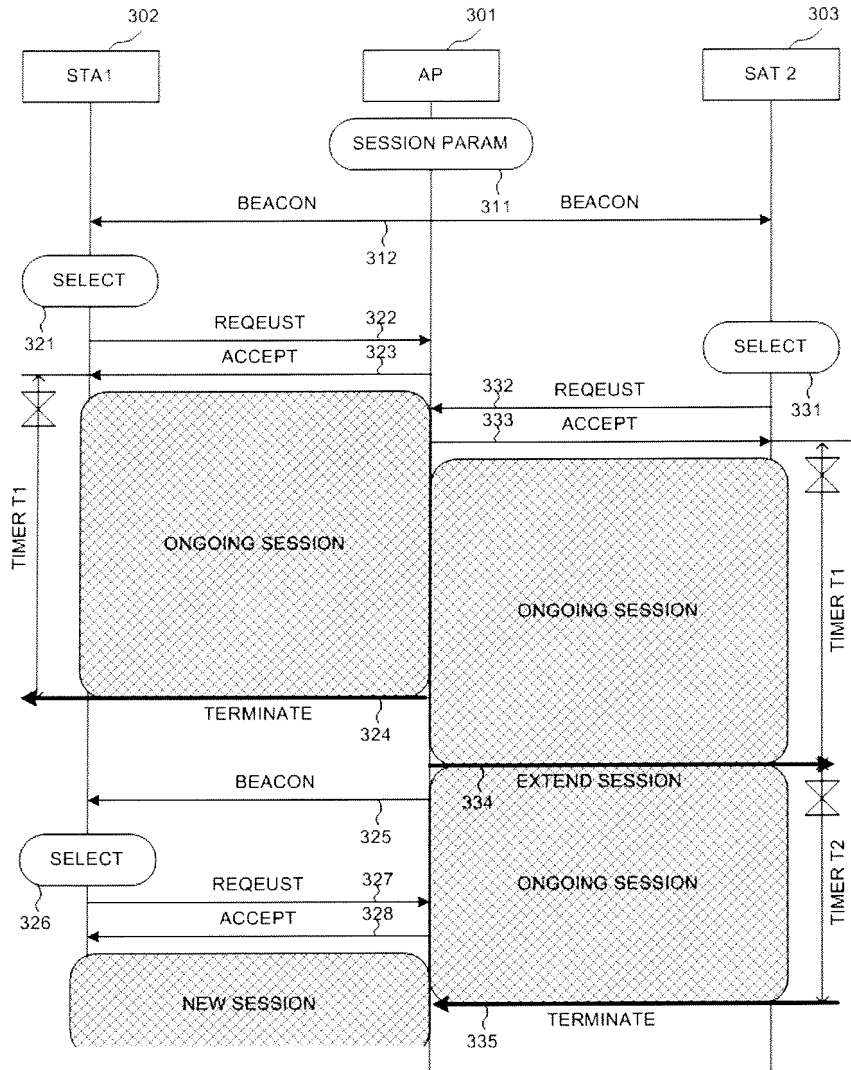 302
301
303
STA1
AP
SAT 2
SESSION PARAM
311
BEACON
BEACON
312
SELECT
321
REQEUST
322
ACCEPT
323
SELECT
331
332
REQEUST
333
ACCEPT
TIMER T1
ONGOING SESSION
ONGOING SESSION
TIMER T1
TERMINATE
324
334
EXTEND SESSION
BEACON
325
SELECT
326
REQEUST
327
ACCEPT
328
ONGOING SESSION
TIMER T2
NEW SESSION
335
TERMINATE